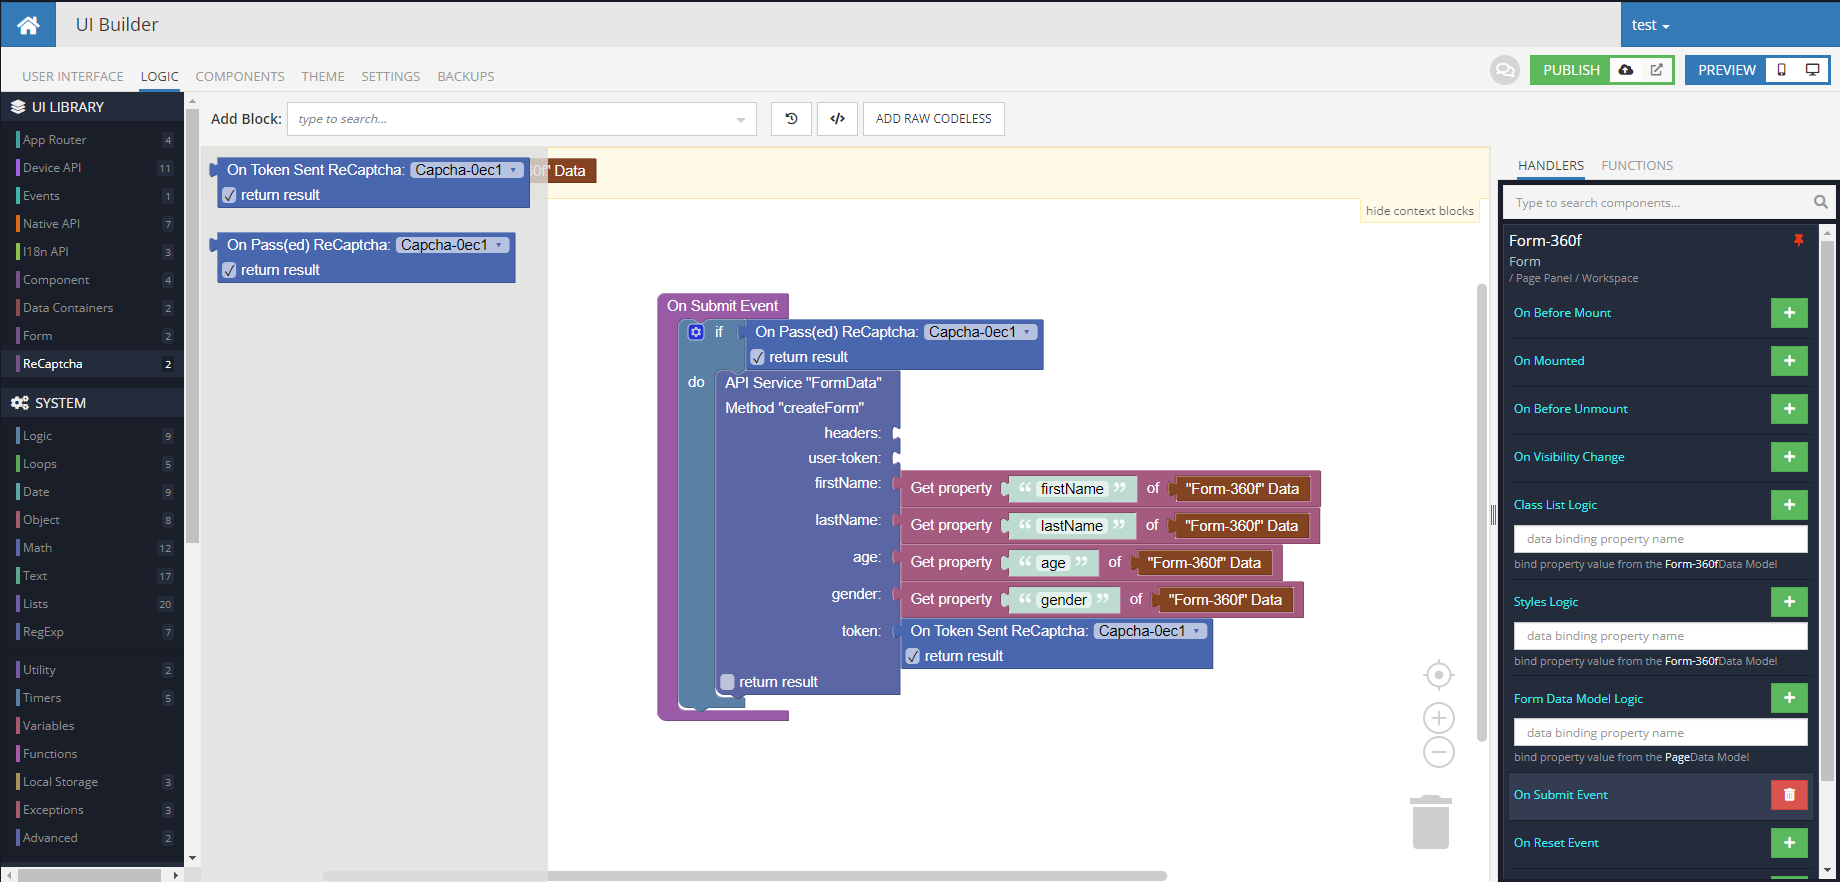 UI Builder
test
USER INTERFACE LOGIC COMPONENTS THEME SETTINGS BACKUPS
PUBLISH
PREVIEW
UI LIBRARY
App Router 4
Device API 11
Events 1
Native API 7
I18n API 3
Component 4
Data Containers 2
Form 2
ReCaptcha 2
SYSTEM
Logic 9
Loops 5
Date 9
Object 8
Math 12
Text 17
Lists 20
RegExp 7
Utility 2
Timers 5
Variables
Functions
Local Storage 3
Exceptions 3
Advanced 2
Add Block: type to search... </> ADD RAW CODELESS
On Token Sent ReCaptcha: Capcha-0ec1
return result
60f" Data
On Pass(ed) ReCaptcha: Capcha-0ec1
return result
hide context blocks
On Submit Event
if On Pass(ed) ReCaptcha: Capcha-0ec1
return result
do API Service "FormData"
Method "createForm"
headers:
user-token:
firstName: Get property “ firstName ” of "Form-360f" Data
lastName: Get property “ lastName ” of "Form-360f" Data
age: Get property “ age ” of "Form-360f" Data
gender: Get property “ gender ” of "Form-360f" Data
token: On Token Sent ReCaptcha: Capcha-0ec1
return result
return result
HANDLERS FUNCTIONS
Type to search components...
Form-360f
Form
/ Page Panel / Workspace
On Before Mount
On Mounted
On Before Unmount
On Visibility Change
Class List Logic
data binding property name
bind property value from the Form-360fData Model
Styles Logic
data binding property name
bind property value from the Form-360fData Model
Form Data Model Logic
data binding property name
bind property value from the PageData Model
On Submit Event
On Reset Event